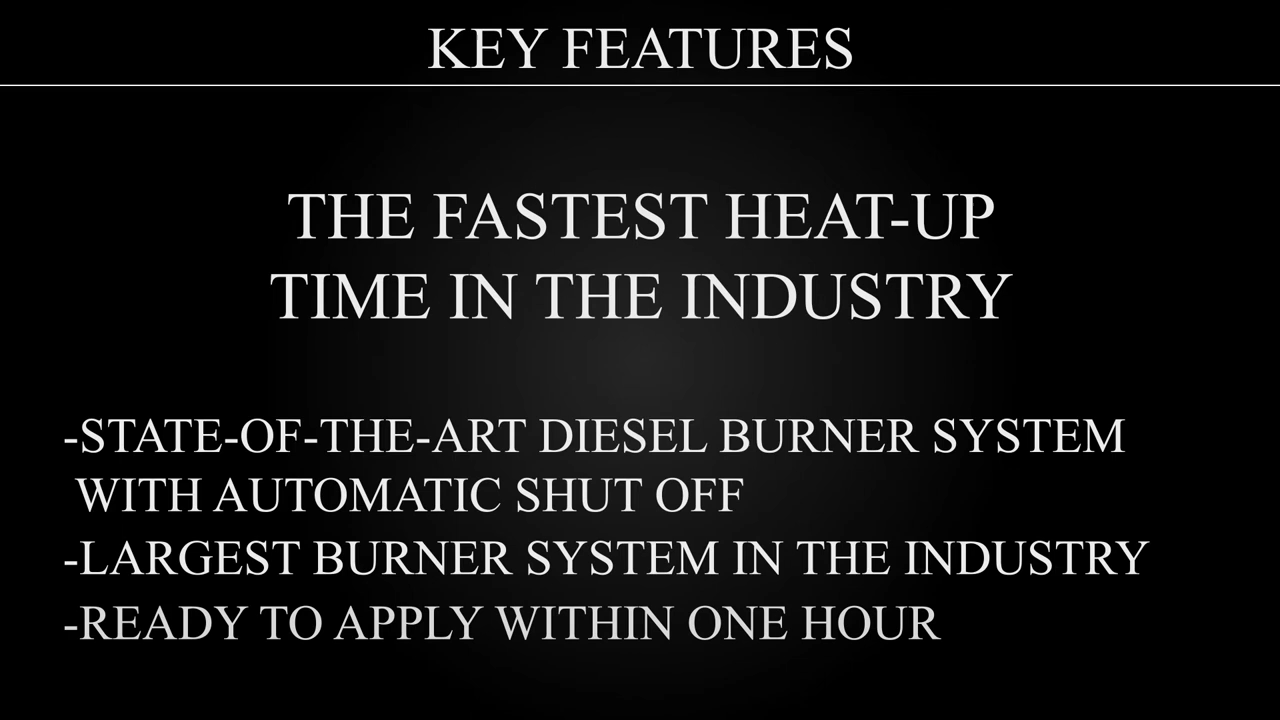 KEY FEATURES
THE FASTEST HEAT-UP
TIME IN THE INDUSTRY
-STATE-OF-THE-ART DIESEL BURNER SYSTEM
WITH AUTOMATIC SHUT OFF
-LARGEST BURNER SYSTEM IN THE INDUSTRY
-READY TO APPLY WITHIN ONE HOUR